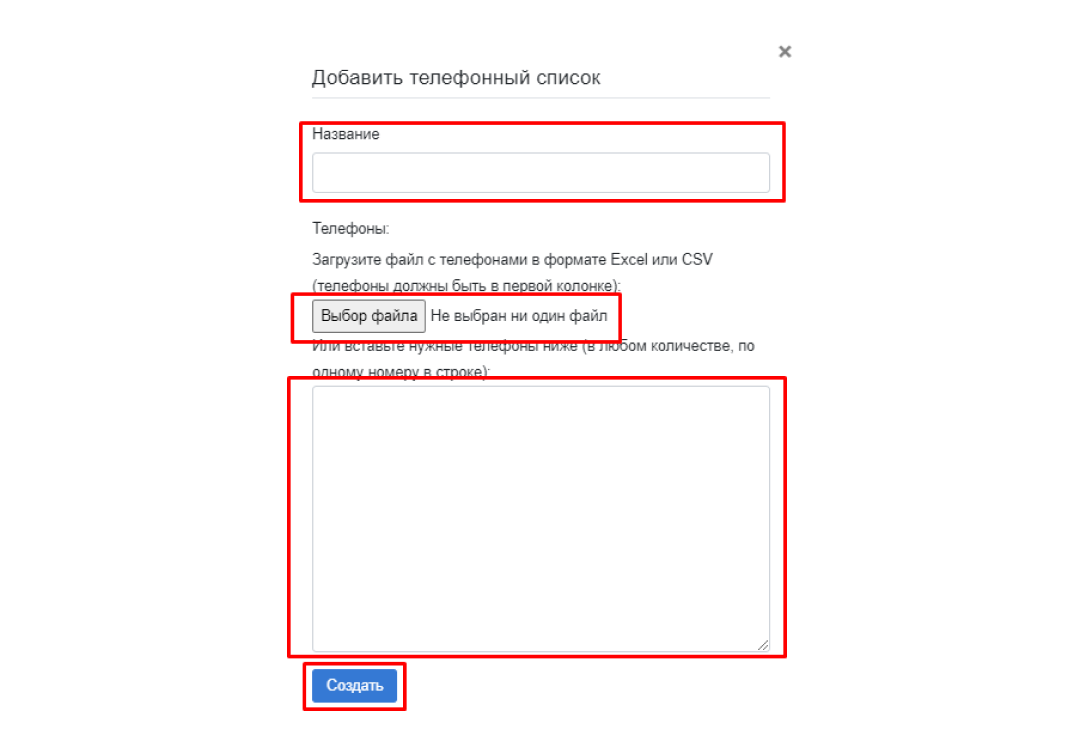 Добавить телефонный список
Название
Телефоны:
Загрузите файл с телефонами в формате Excel или CSV
(телефоны должны быть в первой колонке):
Выбор файла Не выбран ни один файл
Или вставьте нужные телефоны ниже (в любом количестве, по
одному номеру в строке):
Создать